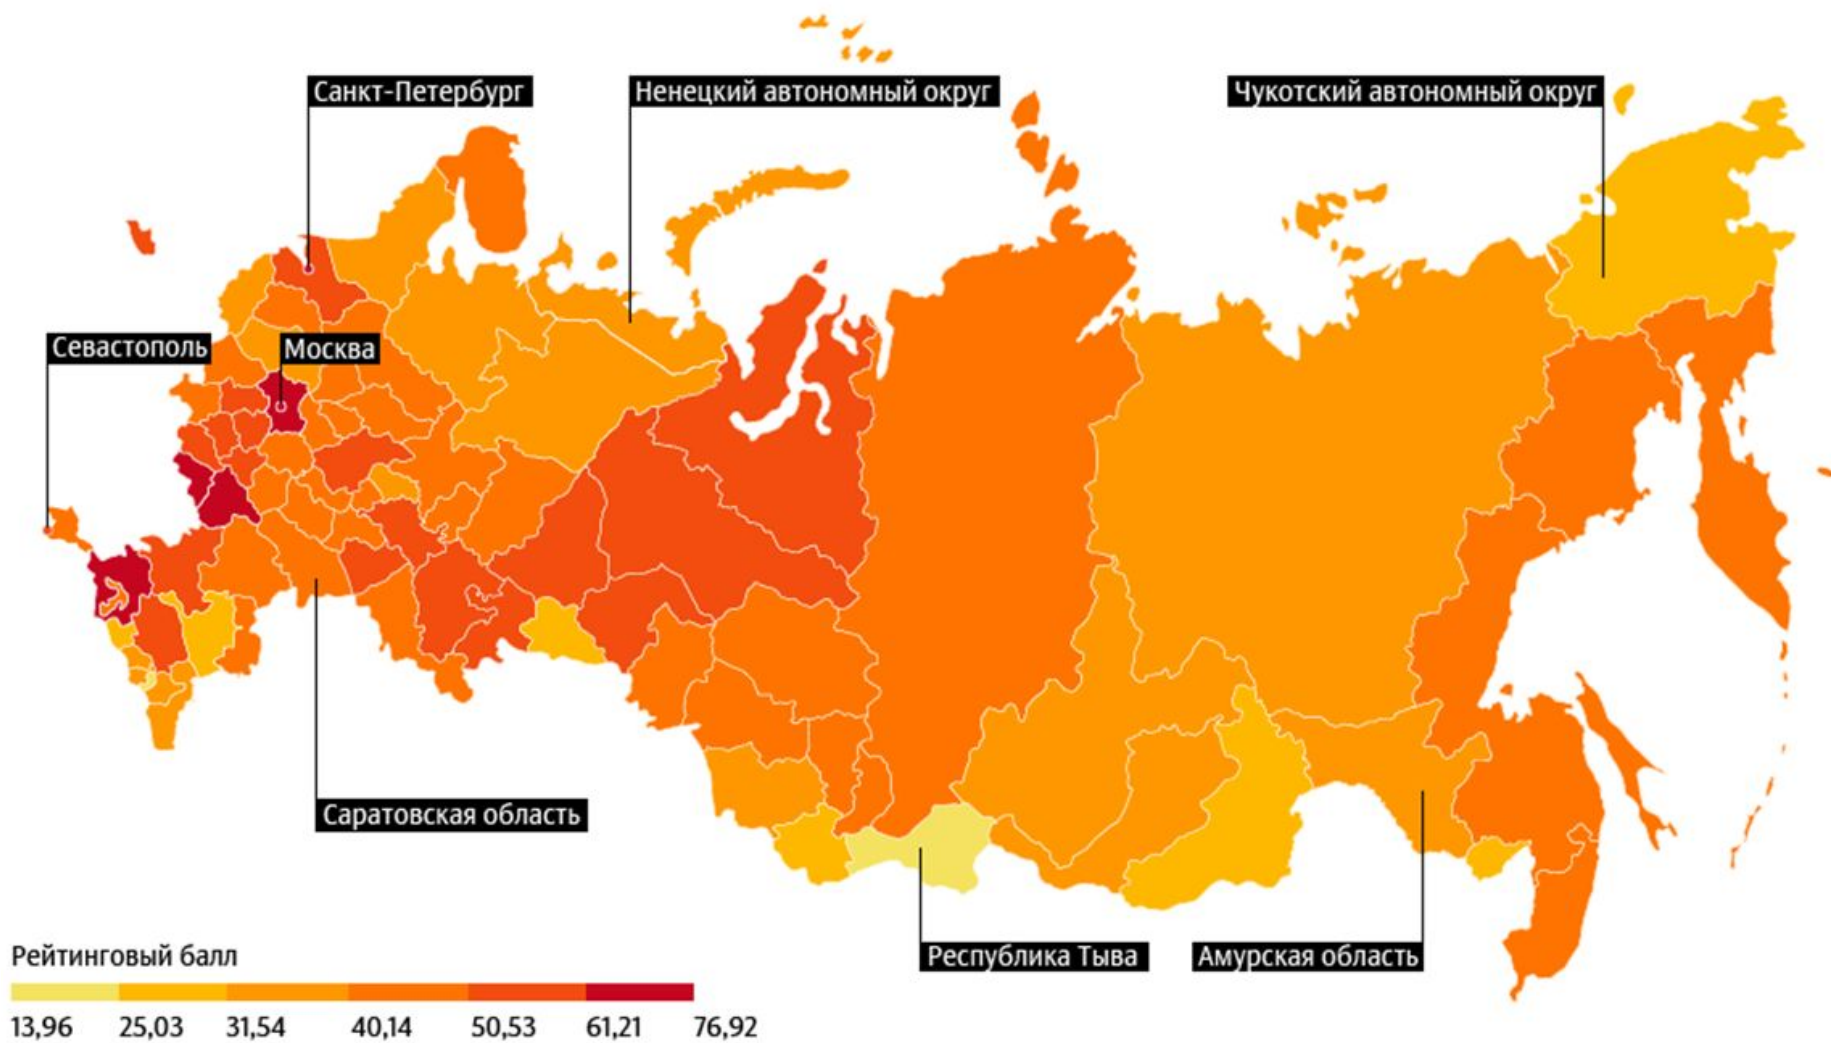 Санкт-Петербург
Ненецкий автономный округ
Чукотский автономный округ
Севастополь
Москва
Саратовская область
Республика Тыва
Амурская область
Рейтинговый балл
13,96 25,03 31,54 40,14 50,53 61,21 76,92